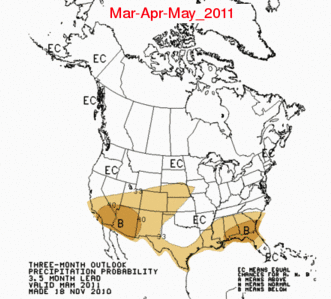 Mar-Apr-May_2011
EC
EC
EC
EC
EC
33
40
40
B
33
EC
B
EC
THREE-MONTH OUTLOOK
PRECIPITATION PROBABILITY
3.5 MONTH LEAD
VALID MAM 2011
MADE 18 NOV 2010
EC MEANS EQUAL
CHANCES FOR A, N, B
A MEANS ABOVE
N MEANS NORMAL
B MEANS BELOW